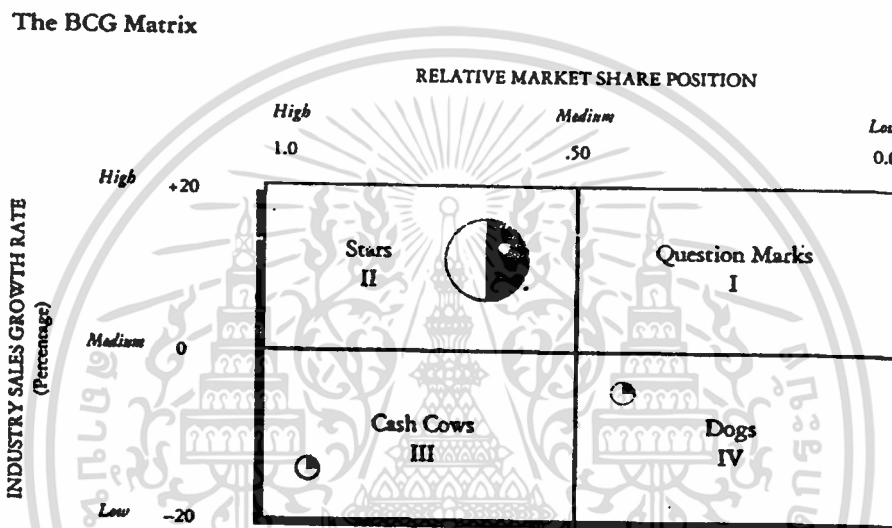 The BCG Matrix
RELATIVE MARKET SHARE POSITION
High
Medium
1.0
.50
High
+20
INDUSTRY SALES GROWTH RATE
(Percentage)
Stars
II
Question Marks
I
Medium
0
Cash Cows
III
Dogs
IV
Low
-20